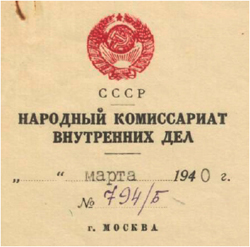 СССР
НАРОДНЫЙ КОМИССАРИАТ
ВНУТРЕННИХ ДЕЛ
„ “ марта 1940 г.
№ 794/Б
г. МОСКВА